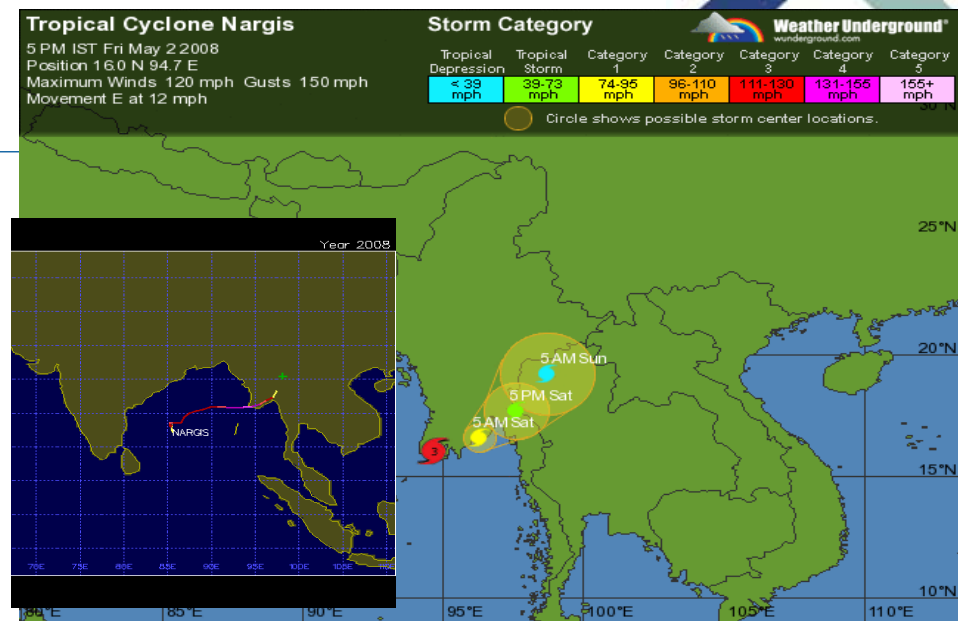 Tropical Cyclone Nargis
5 PM IST Fri May 2 2008
Position 16.0 N 94.7 E
Maximum Winds 120 mph Gusts 150 mph
Movement E at 12 mph
Storm Category
Weather Underground®
wunderground.com
Tropical Depression
Tropical Storm
Category 1
Category 2
Category 3
Category 4
Category 5
< 39 mph
39-73 mph
74-95 mph
96-110 mph
111-130 mph
131-155 mph
155+ mph
Circle shows possible storm center locations.
30°N
25°N
20°N
15°N
10°N
5 AM Sun
5 PM Sat
5 AM Sat
3
Year 2008
NARGIS
70E 75E 80E 85E 90E 95E 100E 105E
85°E 90°E 95°E 100°E 105°E 110°E